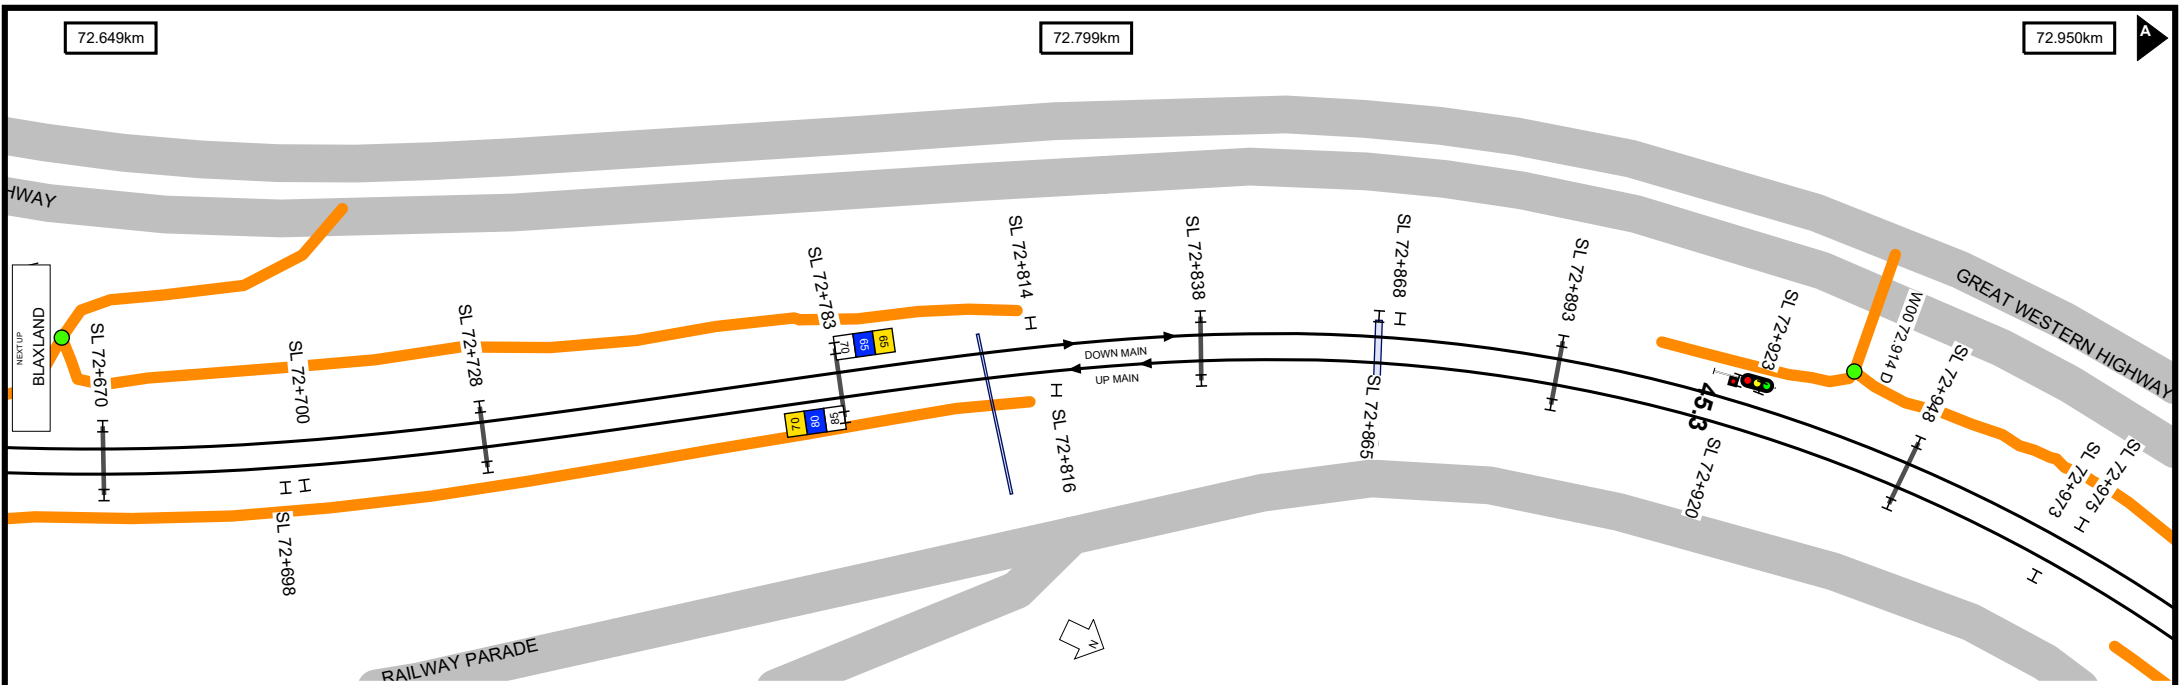 72.649km
72.799km
72.950km
A
HWAY
GREAT WESTERN HIGHWAY
NEXT UP
BLAXLAND
SL 72+670
SL 72+700
SL 72+698
SL 72+728
SL 72+783
70 65 65
70 80 85
SL 72+814
SL 72+816
DOWN MAIN
UP MAIN
SL 72+838
SL 72+868
SL 72+865
SL 72+893
SL 72+923
45.3
SL 72+920
W00 72.914 D
SL 72+948
SL 72+973
SL 72+975
RAILWAY PARADE
N